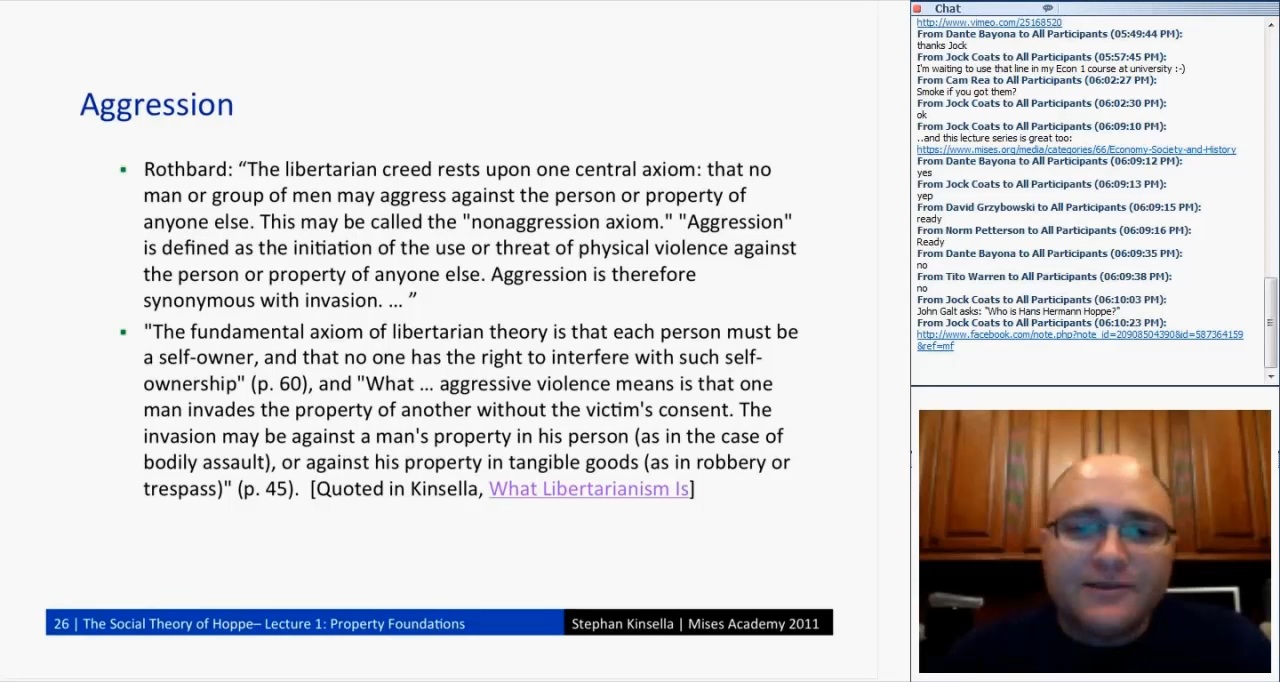 Aggression
▪ Rothbard: “The libertarian creed rests upon one central axiom: that no
man or group of men may aggress against the person or property of
anyone else. This may be called the "nonaggression axiom." "Aggression"
is defined as the initiation of the use or threat of physical violence against
the person or property of anyone else. Aggression is therefore
synonymous with invasion. … ”
▪ "The fundamental axiom of libertarian theory is that each person must be
a self-owner, and that no one has the right to interfere with such self-
ownership" (p. 60), and "What … aggressive violence means is that one
man invades the property of another without the victim's consent. The
invasion may be against a man's property in his person (as in the case of
bodily assault), or against his property in tangible goods (as in robbery or
trespass)" (p. 45). [Quoted in Kinsella, What Libertarianism Is]
26 | The Social Theory of Hoppe– Lecture 1: Property Foundations
Stephan Kinsella | Mises Academy 2011
Chat
http://www.vimeo.com/25168520
From Dante Bayona to All Participants (05:49:44 PM):
thanks Jock
From Jock Coats to All Participants (05:57:45 PM):
I'm waiting to use that line in my Econ 1 course at university :-)
From Cam Rea to All Participants (06:02:27 PM):
Smoke if you got them?
From Jock Coats to All Participants (06:02:30 PM):
ok
From Jock Coats to All Participants (06:09:10 PM):
..and this lecture series is great too:
https://www.mises.org/media/categories/66/Economy-Society-and-History
From Dante Bayona to All Participants (06:09:12 PM):
yes
From Jock Coats to All Participants (06:09:13 PM):
yep
From David Grzybowski to All Participants (06:09:15 PM):
ready
From Norm Petterson to All Participants (06:09:16 PM):
Ready
From Dante Bayona to All Participants (06:09:35 PM):
no
From Tito Warren to All Participants (06:09:38 PM):
no
From Jock Coats to All Participants (06:10:03 PM):
John Galt asks: "Who is Hans Hermann Hoppe?"
From Jock Coats to All Participants (06:10:23 PM):
http://www.facebook.com/note.php?note_id=20908504390&id=587364159
&ref=mf